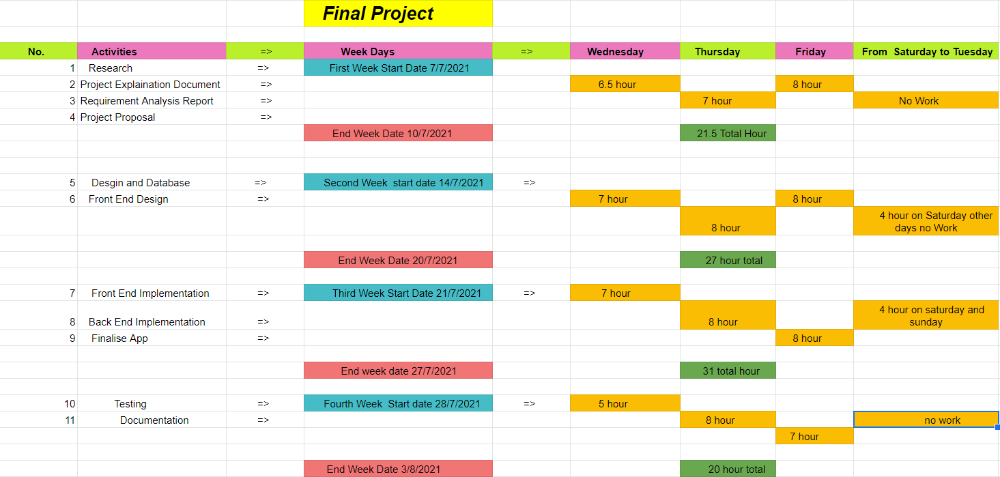 Final Project
No. Activities => Week Days => Wednesday Thursday Friday From Saturday to Tuesday
1 Research => First Week Start Date 7/7/2021
2 Project Explaination Document => 6.5 hour 8 hour
3 Requirement Analysis Report => 7 hour No Work
4 Project Proposal =>
End Week Date 10/7/2021 21.5 Total Hour
5 Desgin and Database => Second Week start date 14/7/2021 =>
6 Front End Design => 7 hour 8 hour
4 hour on Saturday other
8 hour days no Work
End Week Date 20/7/2021 27 hour total
7 Front End Implementation => Third Week Start Date 21/7/2021 => 7 hour
4 hour on saturday and
8 Back End Implementation => 8 hour sunday
9 Finalise App => 8 hour
End week date 27/7/2021 31 total hour
10 Testing => Fourth Week Start date 28/7/2021 => 5 hour
11 Documentation => 8 hour no work
7 hour
End Week Date 3/8/2021 20 hour total